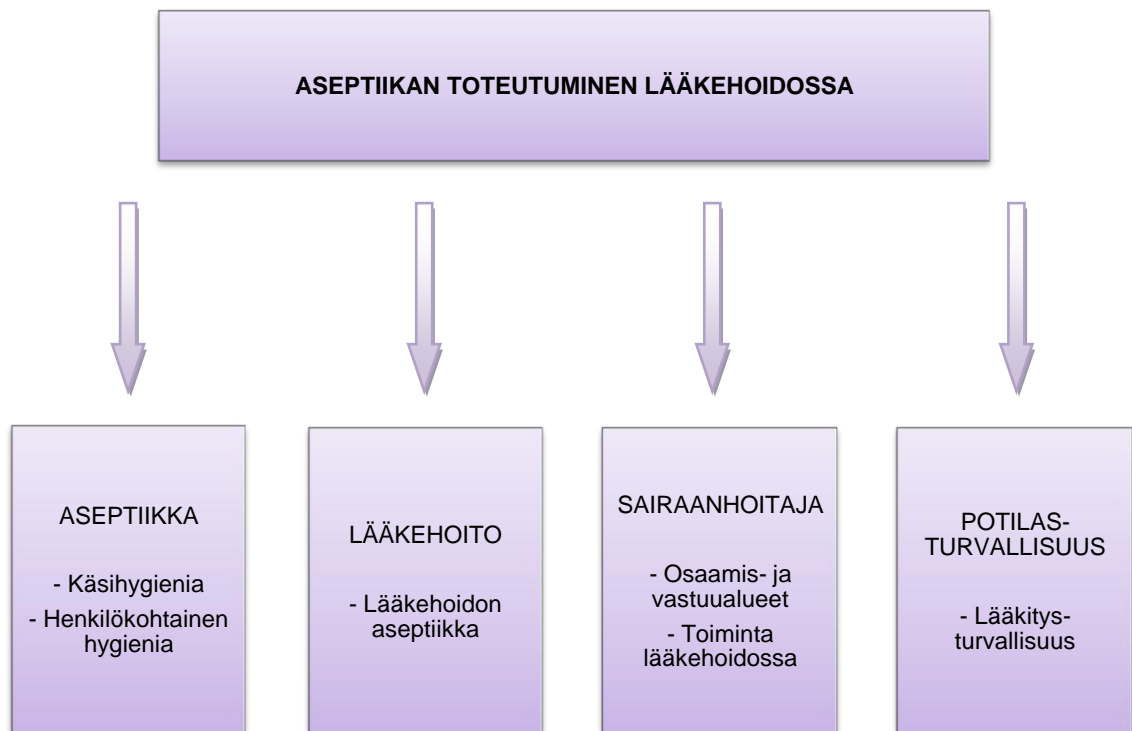 ASEPTIIKAN TOTEUTUMINEN LÄÄKEHOIDOSSA
ASEPTIIKKA
- Käsihygienia
- Henkilökohtainen
hygienia
LÄÄKEHOITO
- Lääkehoidon
aseptiikka
SAIRAANHOITAJA
- Osaamis- ja
vastuualueet
- Toiminta
lääkehoidossa
POTILAS-
TURVALLISUUS
- Lääkitys-
turvallisuus